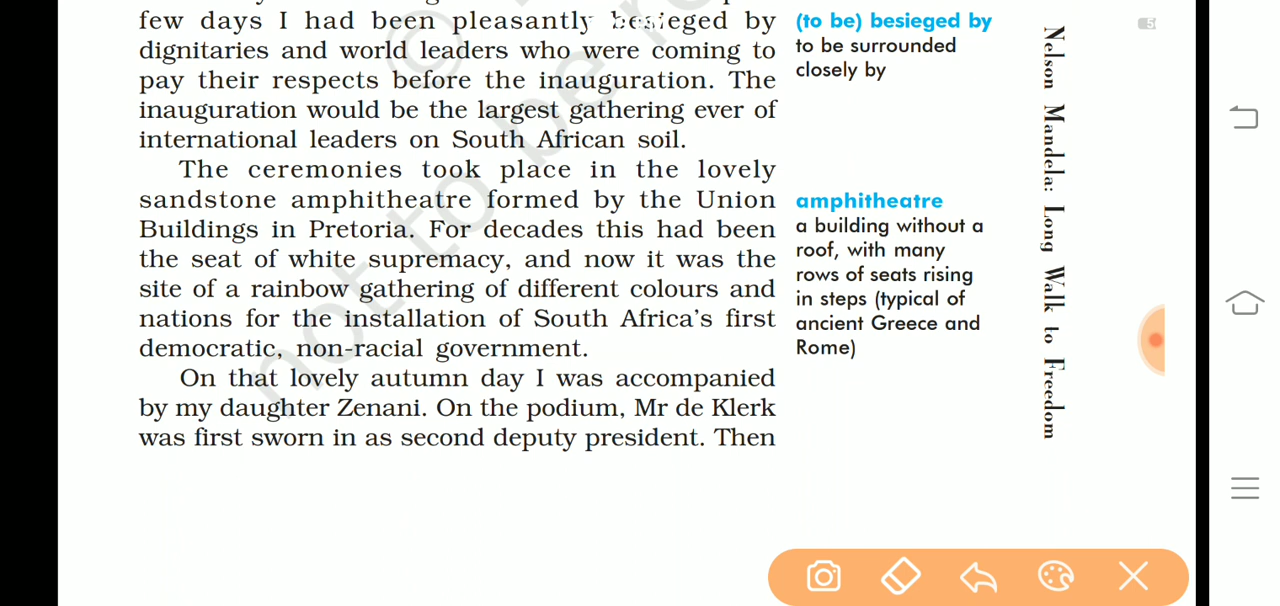 few days I had been pleasantly besieged by
dignitaries and world leaders who were coming to
pay their respects before the inauguration. The
inauguration would be the largest gathering ever of
international leaders on South African soil.
The ceremonies took place in the lovely
sandstone amphitheatre formed by the Union
Buildings in Pretoria. For decades this had been
the seat of white supremacy, and now it was the
site of a rainbow gathering of different colours and
nations for the installation of South Africa's first
democratic, non-racial government.
On that lovely autumn day I was accompanied
by my daughter Zenani. On the podium, Mr de Klerk
was first sworn in as second deputy president. Then
(to be) besieged by
to be surrounded
closely by
amphitheatre
a building without a
roof, with many
rows of seats rising
in steps (typical of
ancient Greece and
Rome)
Nelson Mandela: Long Walk to Freedom
©
not to be re